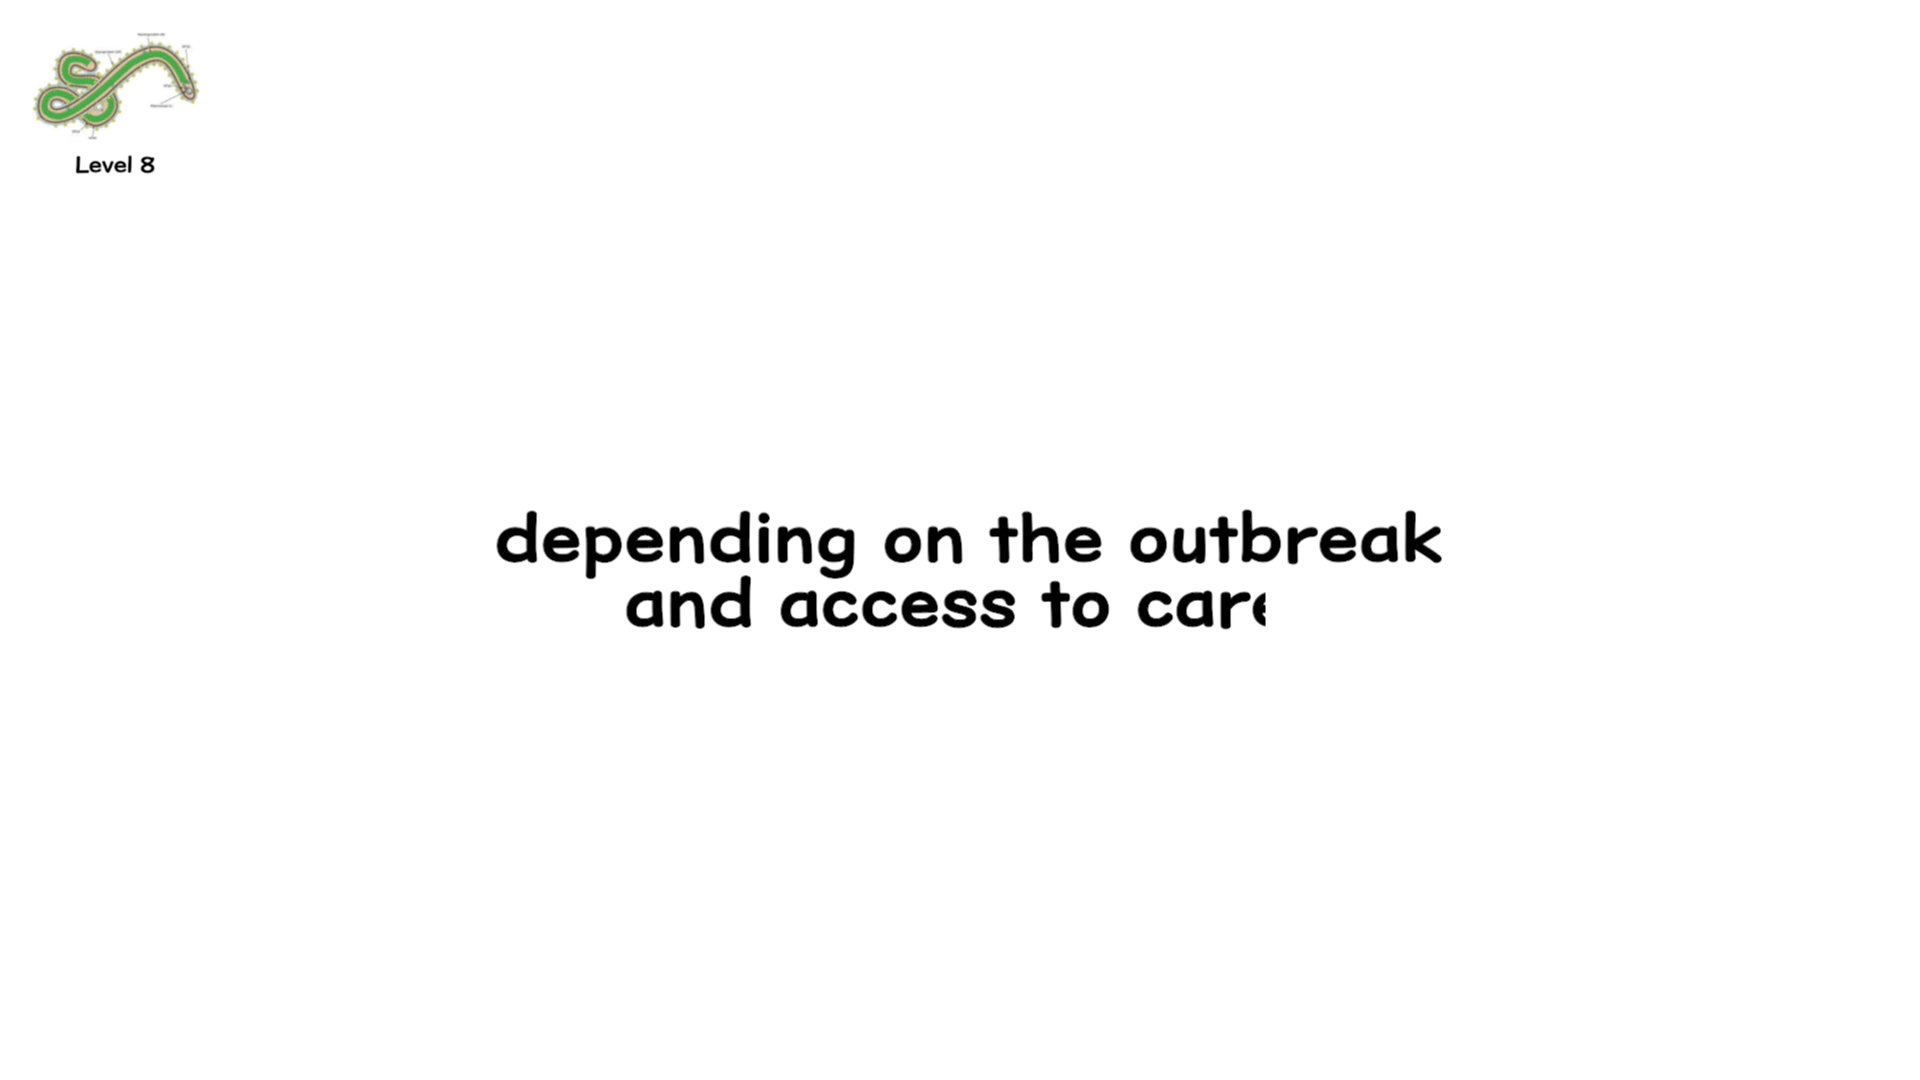 Level 8
depending on the outbreak
and access to care